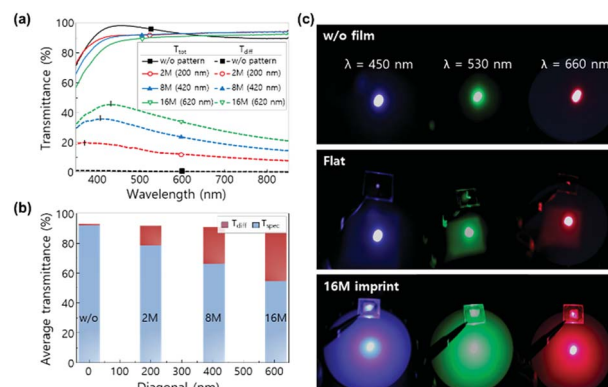 (a)
100
80
60
40
20
0
Transmittance (%)
T_tot T_diff
w/o pattern w/o pattern
2M (200 nm) 2M (200 nm)
8M (420 nm) 8M (420 nm)
16M (620 nm) 16M (620 nm)
400 500 600 700 800
Wavelength (nm)
(b)
100
80
60
40
20
0
Average transmittance (%)
T_diff T_spec
w/o 2M 8M 16M
0 200 400 600
Diagonal (nm)
(c)
w/o film
λ = 450 nm λ = 530 nm λ = 660 nm
Flat
16M imprint